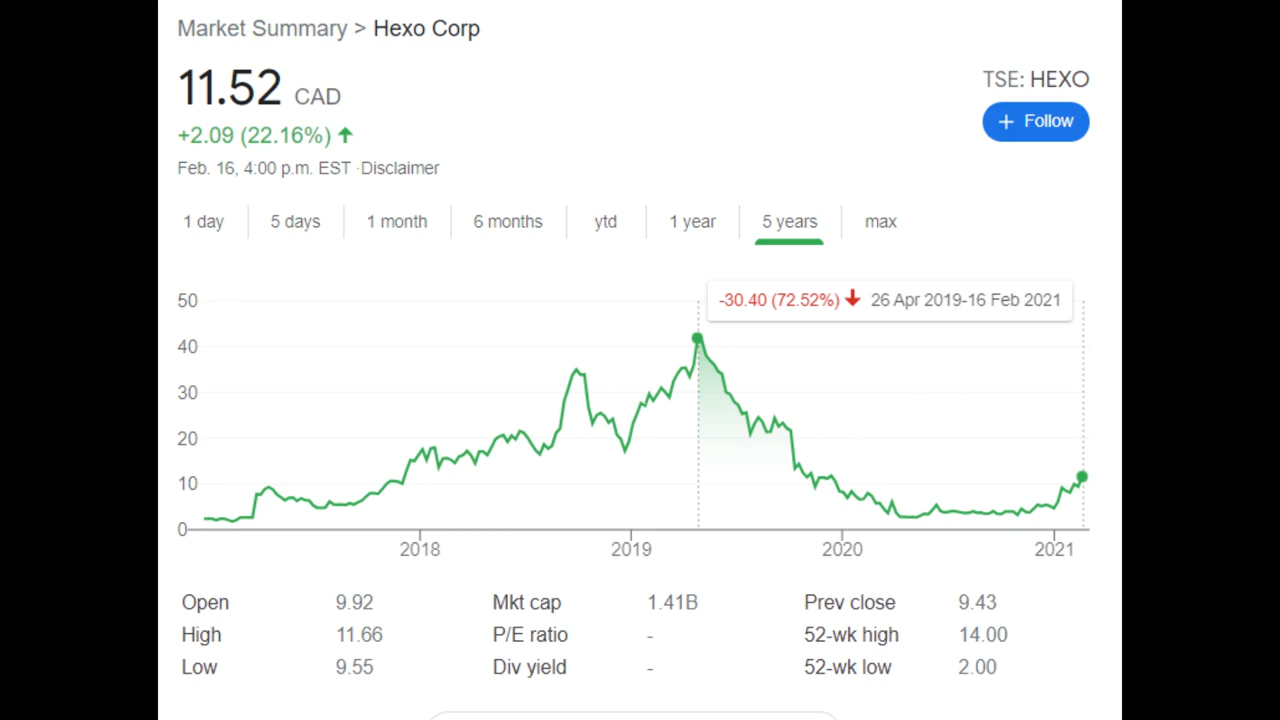 Market Summary > Hexo Corp
11.52 CAD
TSE: HEXO
+ Follow
+2.09 (22.16%)
Feb. 16, 4:00 p.m. EST · Disclaimer
1 day 5 days 1 month 6 months ytd 1 year 5 years max
-30.40 (72.52%) 26 Apr 2019-16 Feb 2021
50
40
30
20
10
0
2018 2019 2020 2021
Open 9.92 Mkt cap 1.41B Prev close 9.43
High 11.66 P/E ratio - 52-wk high 14.00
Low 9.55 Div yield - 52-wk low 2.00